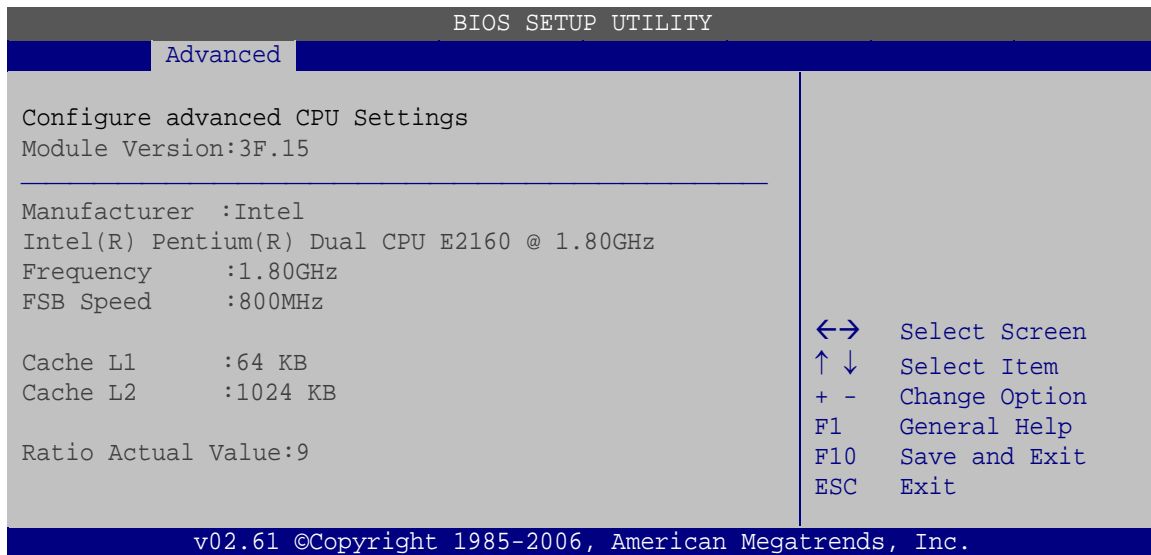 BIOS SETUP UTILITY
Advanced
Configure advanced CPU Settings
Module Version:3F.15
Manufacturer :Intel
Intel(R) Pentium(R) Dual CPU E2160 @ 1.80GHz
Frequency :1.80GHz
FSB Speed :800MHz
Cache L1 :64 KB
Cache L2 :1024 KB
Ratio Actual Value:9
←→ Select Screen
↑ ↓ Select Item
+ - Change Option
F1 General Help
F10 Save and Exit
ESC Exit
v02.61 ©Copyright 1985-2006, American Megatrends, Inc.